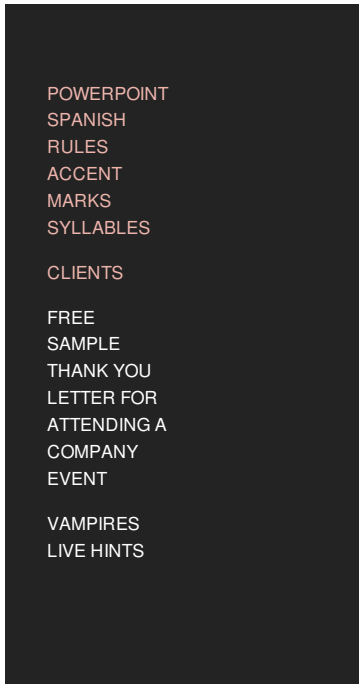 POWERPOINT
SPANISH
RULES
ACCENT
MARKS
SYLLABLES
CLIENTS
FREE
SAMPLE
THANK YOU
LETTER FOR
ATTENDING A
COMPANY
EVENT
VAMPIRES
LIVE HINTS